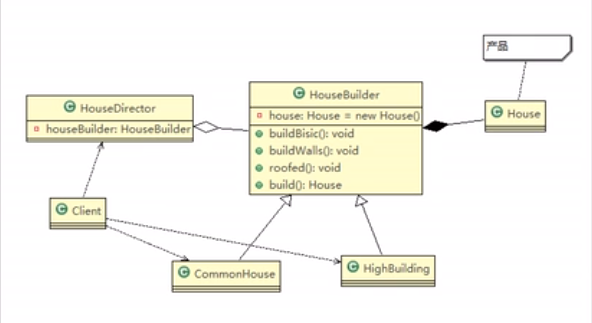 产品
HouseBuilder
HouseDirector
house: House = new House()
House
houseBuilder: HouseBuilder
buildBisic(): void
buildWalls(): void
roofed(): void
build(): House
Client
CommonHouse
HighBuilding